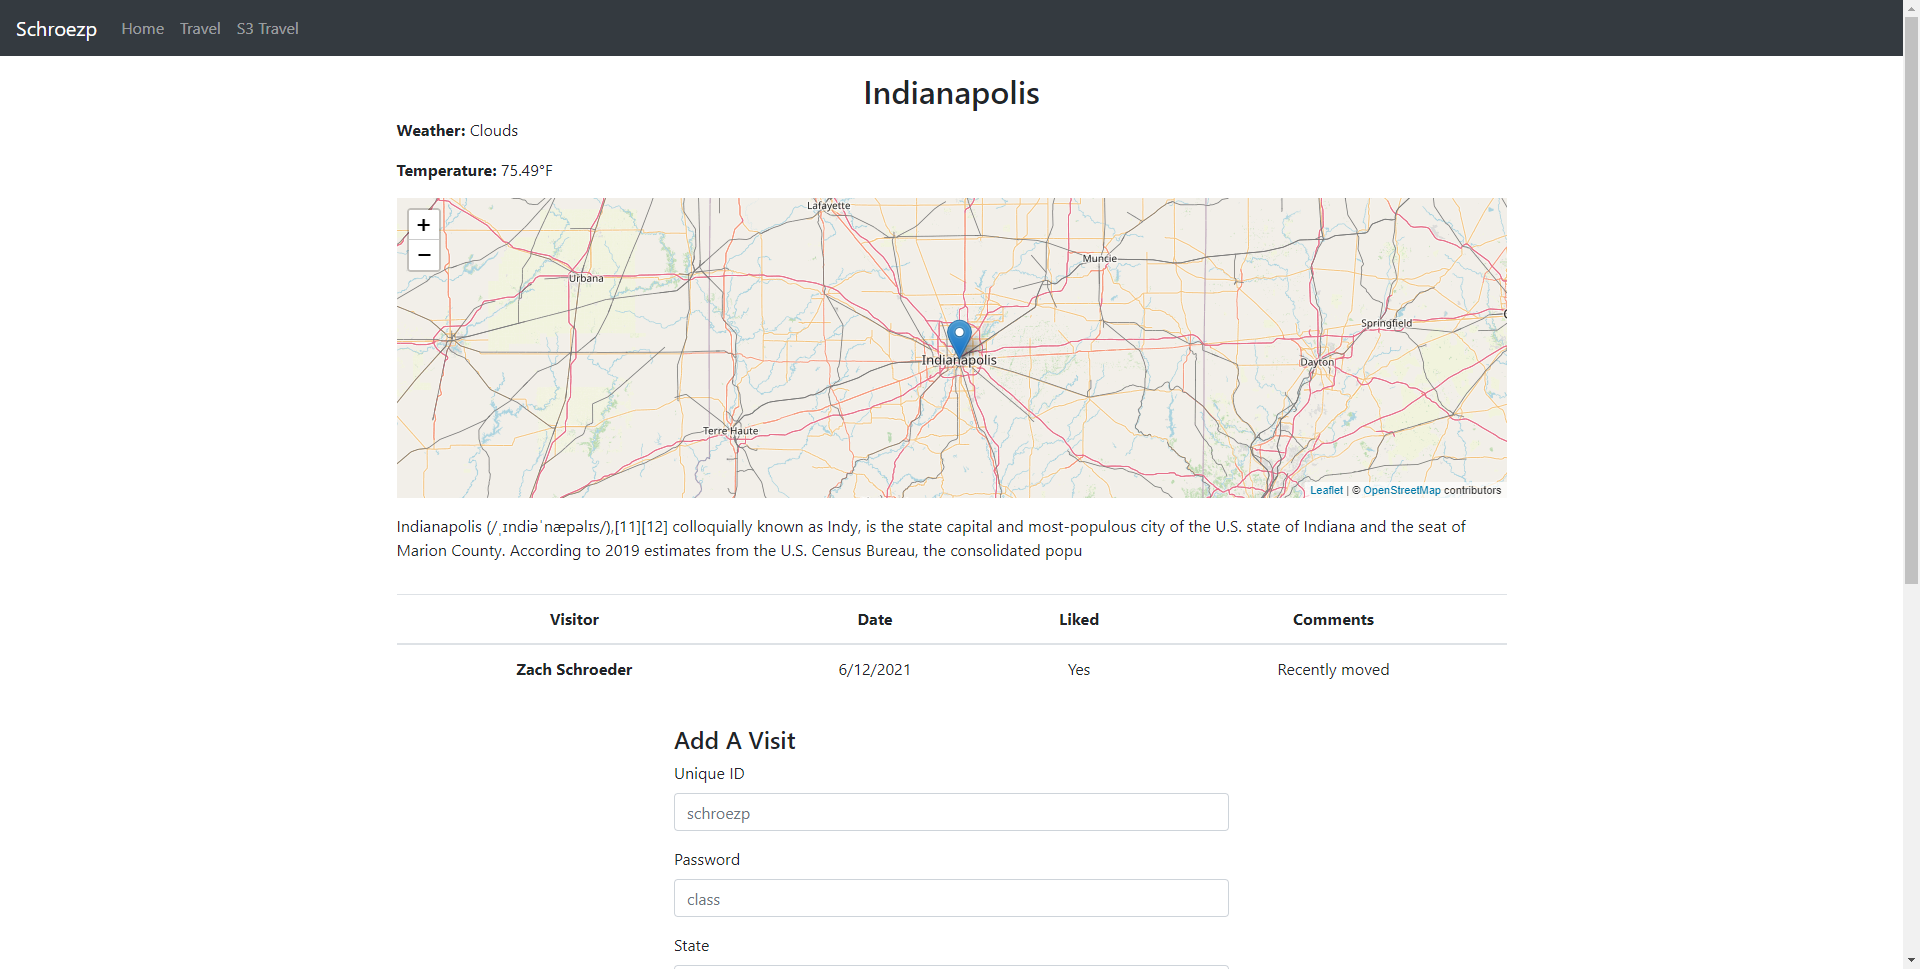 Schroezp Home Travel S3 Travel
Indianapolis
Weather: Clouds
Temperature: 75.49°F
+
−
Lafayette
Muncie
Urbana
Springfield
Indianapolis
Dayton
Terre Haute
Leaflet | © OpenStreetMap contributors
Indianapolis (/ˌɪndiəˈnæpəlɪs/),[11][12] colloquially known as Indy, is the state capital and most-populous city of the U.S. state of Indiana and the seat of
Marion County. According to 2019 estimates from the U.S. Census Bureau, the consolidated popu
Visitor Date Liked Comments
Zach Schroeder 6/12/2021 Yes Recently moved
Add A Visit
Unique ID
schroezp
Password
class
State